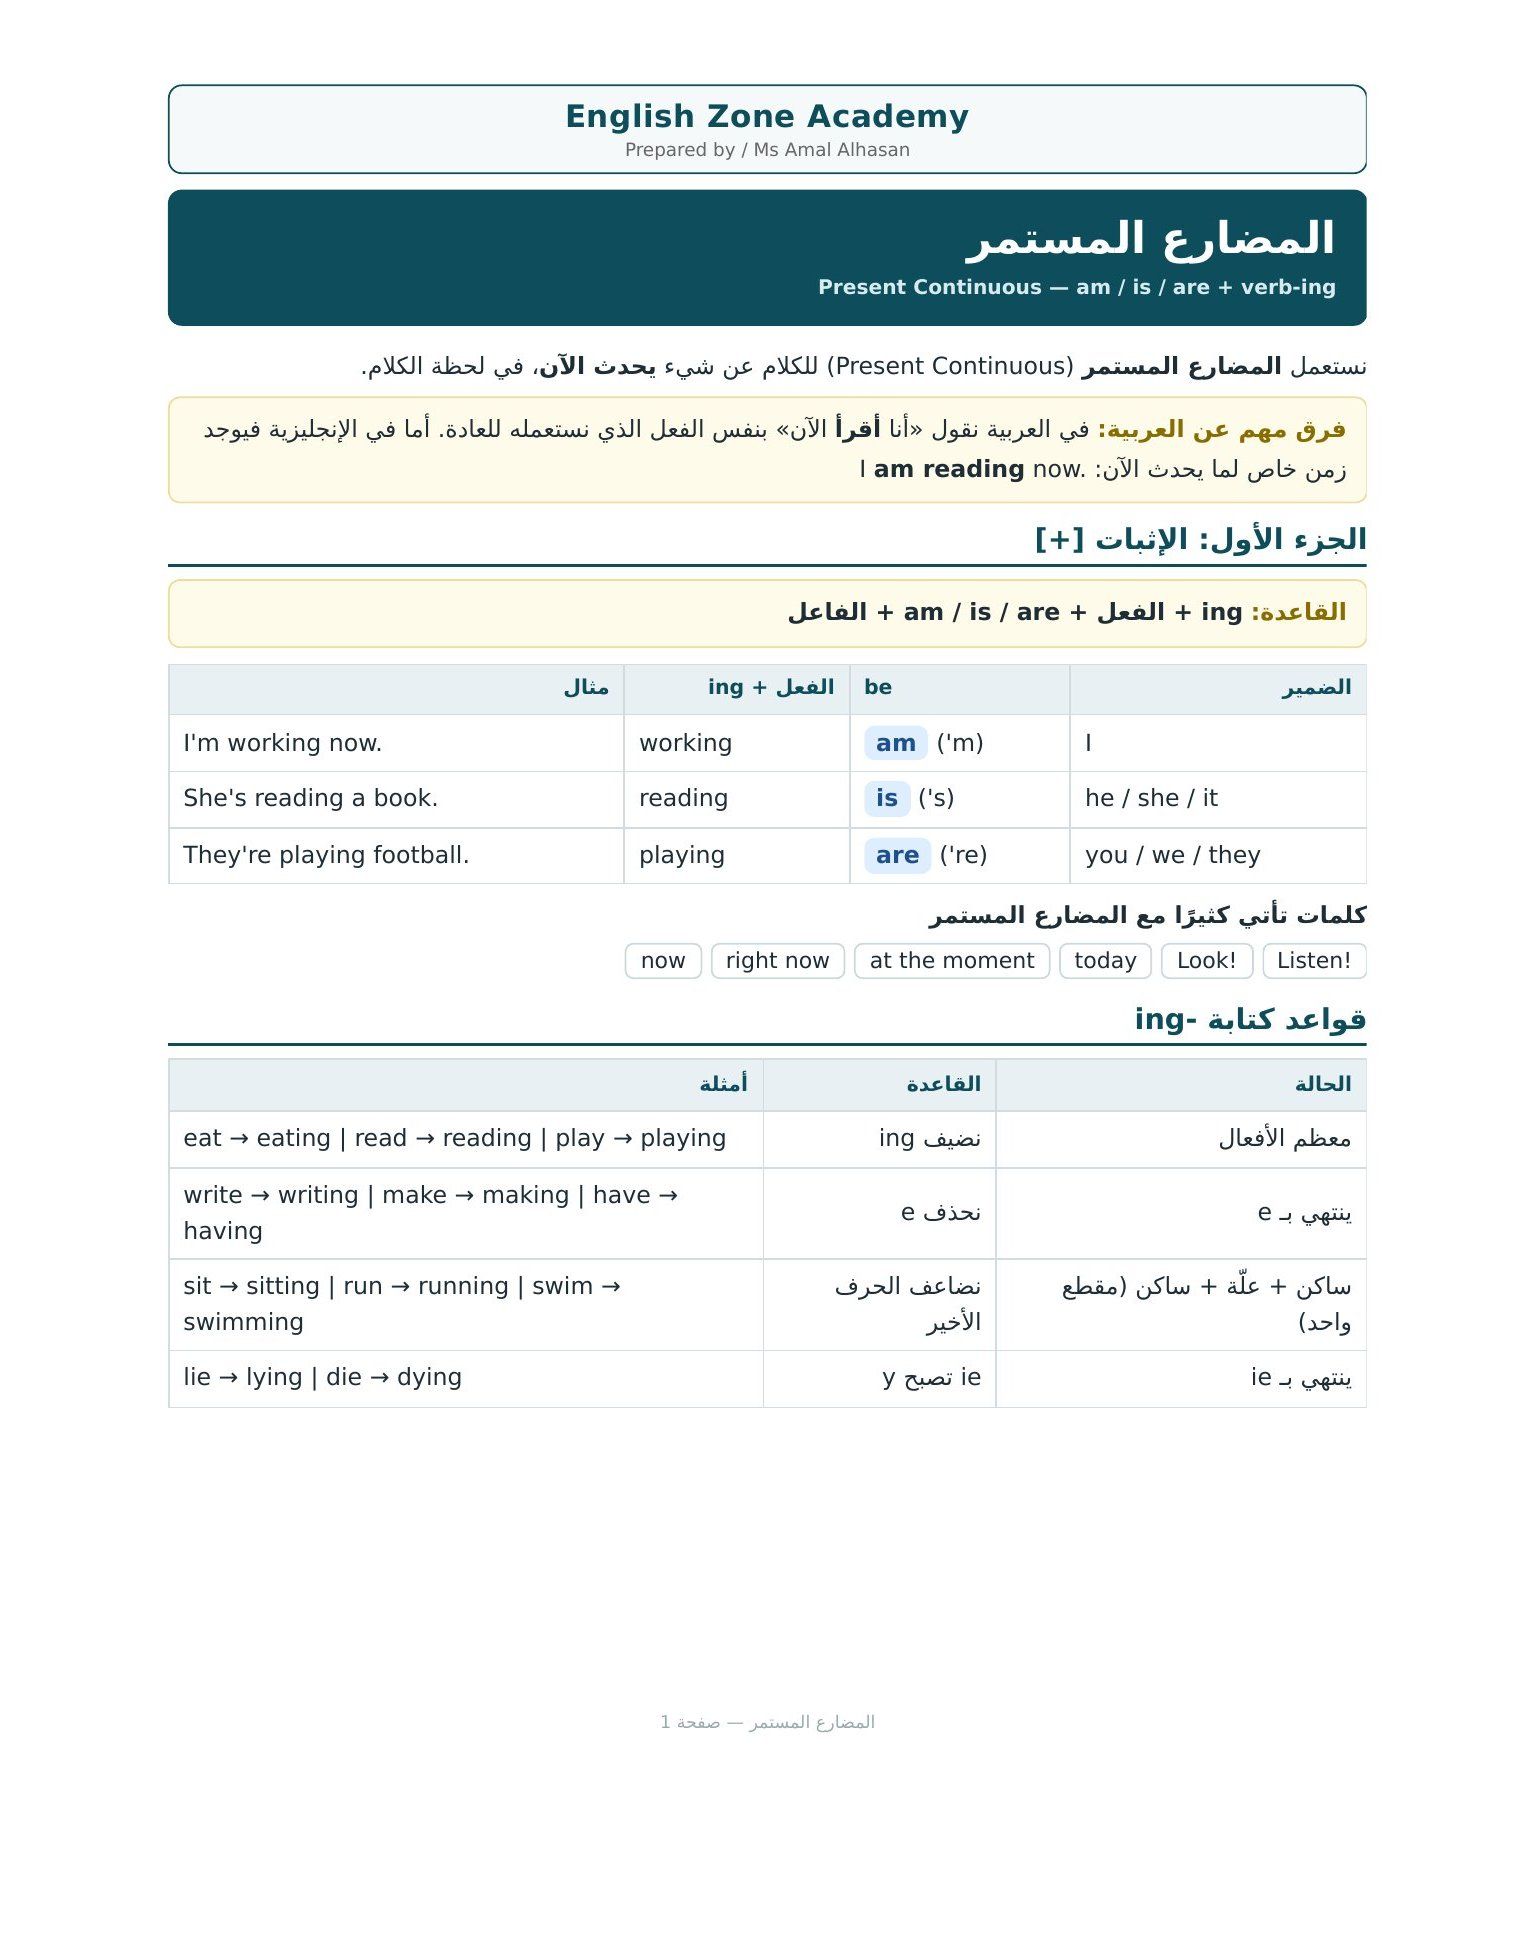 English Zone Academy
Prepared by / Ms Amal Alhasan
المضارع المستمر
Present Continuous — am / is / are + verb-ing
نستعمل المضارع المستمر (Present Continuous) للكلام عن شيء يحدث الآن، في لحظة الكلام.
فرق مهم عن العربية: في العربية نقول «أنا أقرأ الآن» بنفس الفعل الذي نستعمله للعادة. أما في الإنجليزية فيوجد
زمن خاص لما يحدث الآن: I am reading now.
الجزء الأول: الإثبات [+]
القاعدة: الفاعل + am / is / are + الفعل + ing
الضمير | be | الفعل + ing | مثال
I | am ('m) | working | I'm working now.
he / she / it | is ('s) | reading | She's reading a book.
you / we / they | are ('re) | playing | They're playing football.
كلمات تأتي كثيرًا مع المضارع المستمر
now right now at the moment today Look! Listen!
قواعد كتابة -ing
الحالة | القاعدة | أمثلة
معظم الأفعال | نضيف ing | eat → eating | read → reading | play → playing
ينتهي بـ e | نحذف e | write → writing | make → making | have →
having
ساكن + علّة + ساكن (مقطع | نضاعف الحرف | sit → sitting | run → running | swim →
واحد) | الأخير | swimming
ينتهي بـ ie | ie تصبح y | lie → lying | die → dying
المضارع المستمر — صفحة 1